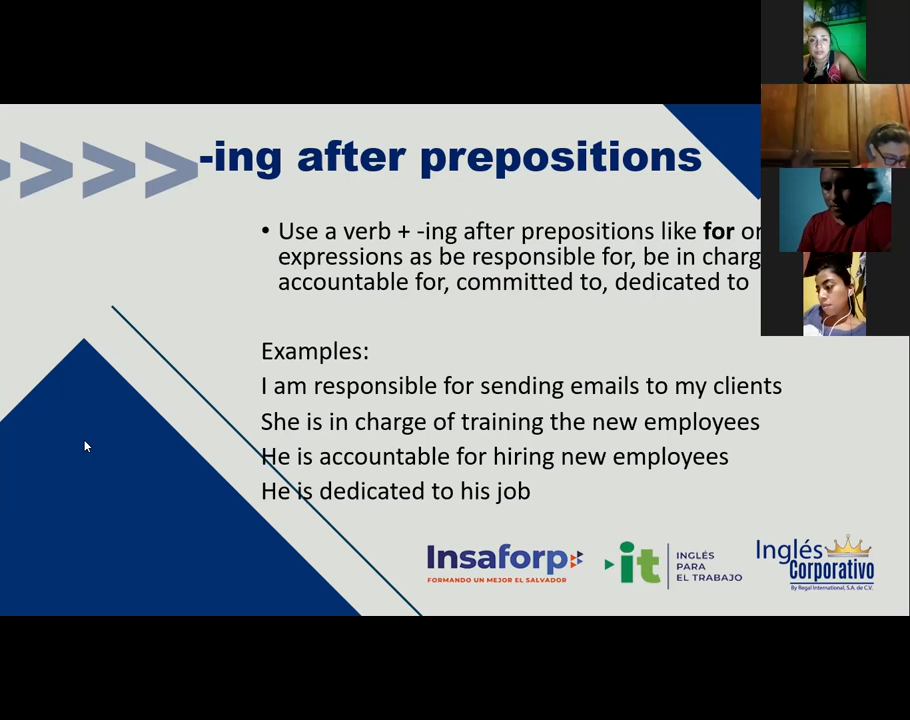 -ing after prepositions
• Use a verb + -ing after prepositions like for or
expressions as be responsible for, be in charg
accountable for, committed to, dedicated to
Examples:
I am responsible for sending emails to my clients
She is in charge of training the new employees
He is accountable for hiring new employees
He is dedicated to his job
Insaforp
FORMANDO UN MEJOR EL SALVADOR
it
INGLÉS
PARA
EL TRABAJO
Inglés
Corporativo
By Regal International, S.A. de C.V.